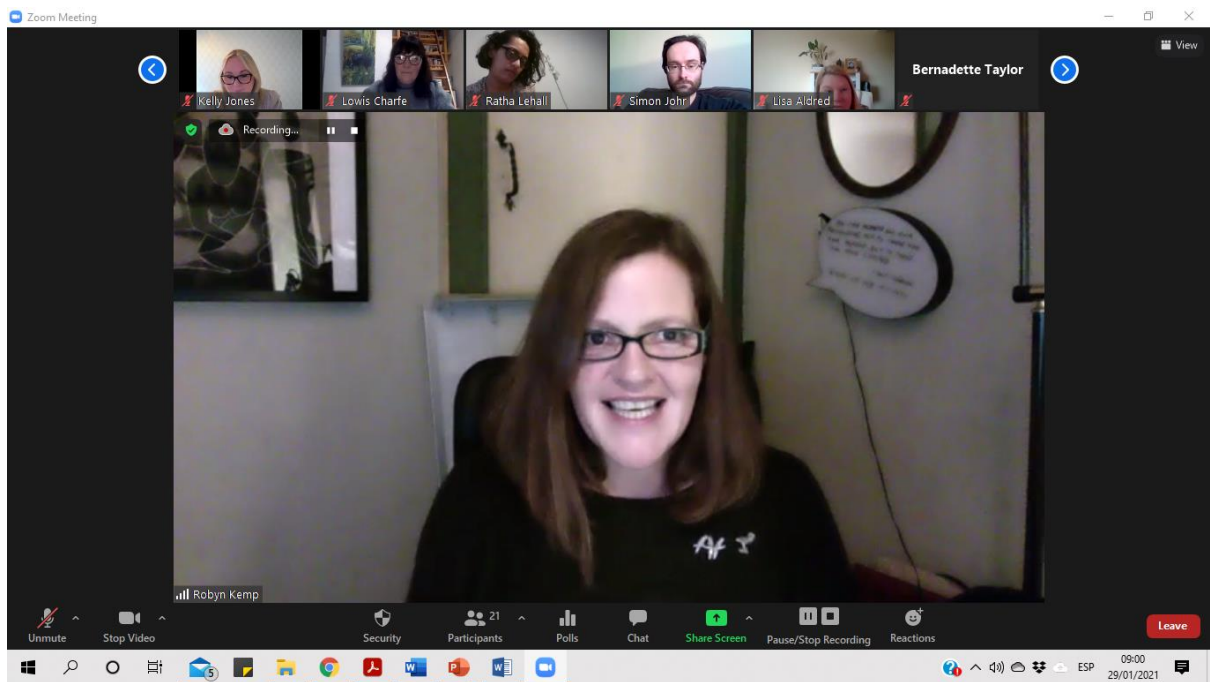 Zoom Meeting
View
Kelly Jones
Lowis Charfe
Ratha Lehall
Simon Johr
Lisa Aldred
Bernadette Taylor
Recording...
Robyn Kemp
21
Unmute
Stop Video
Security
Participants
Polls
Chat
Share Screen
Pause/Stop Recording
Reactions
Leave
5
ESP
09:00
29/01/2021